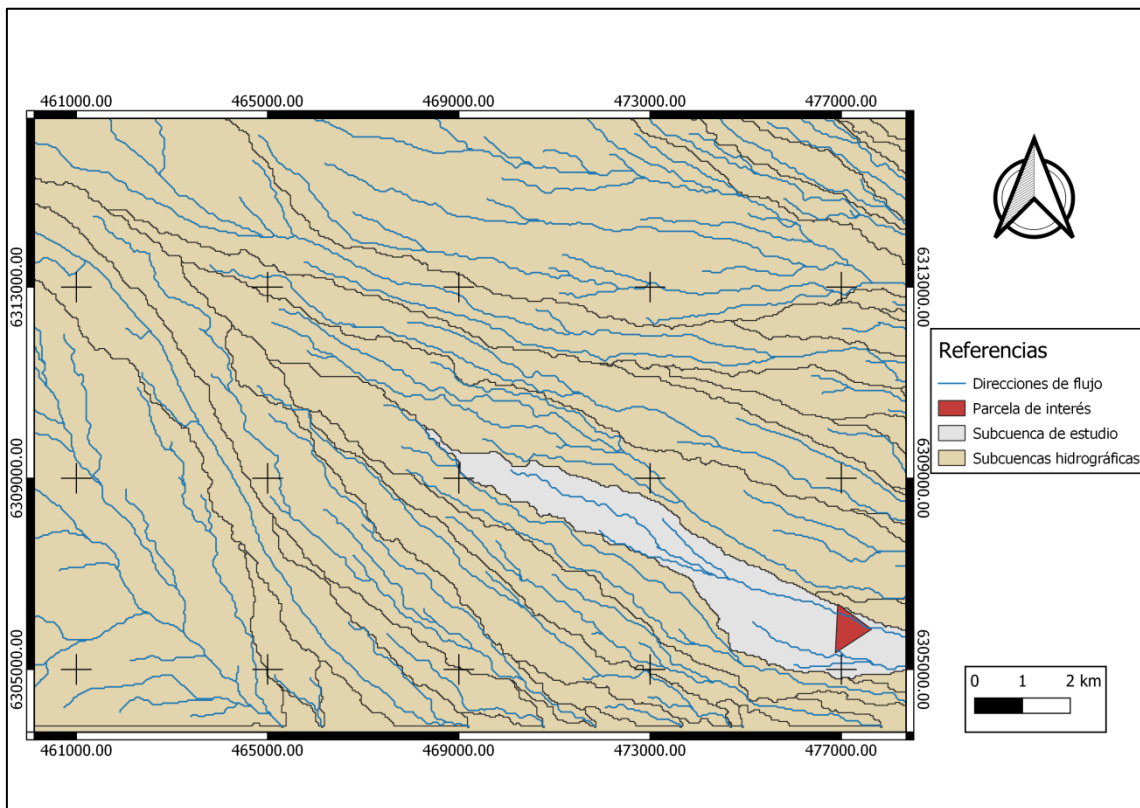 461000.00 465000.00 469000.00 473000.00 477000.00
6313000.00
6313000.00
6309000.00
6309000.00
6305000.00
6305000.00
461000.00 465000.00 469000.00 473000.00 477000.00
Referencias
Direcciones de flujo
Parcela de interés
Subcuenca de estudio
Subcuencas hidrográficas
0 1 2 km